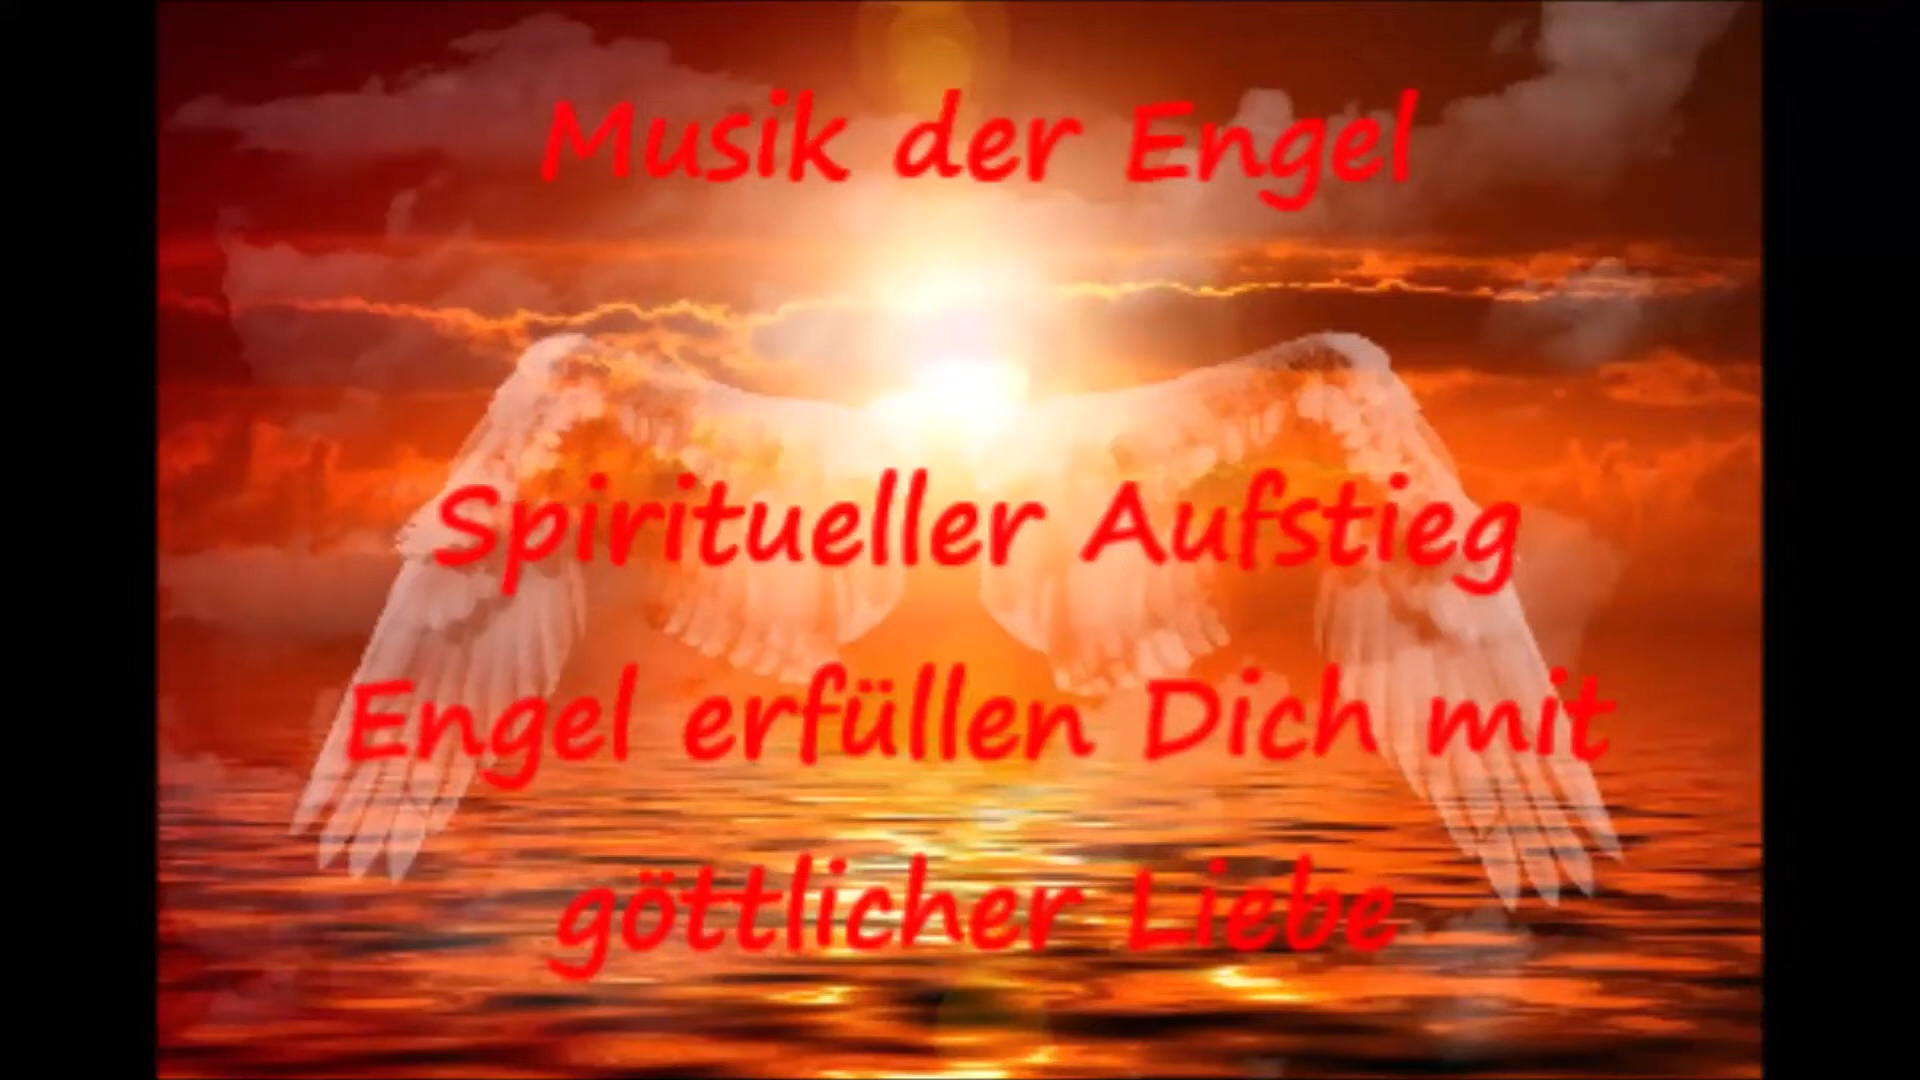 Musik der Engel
Spiritueller Aufstieg
Engel erfüllen Dich mit
göttlicher Liebe